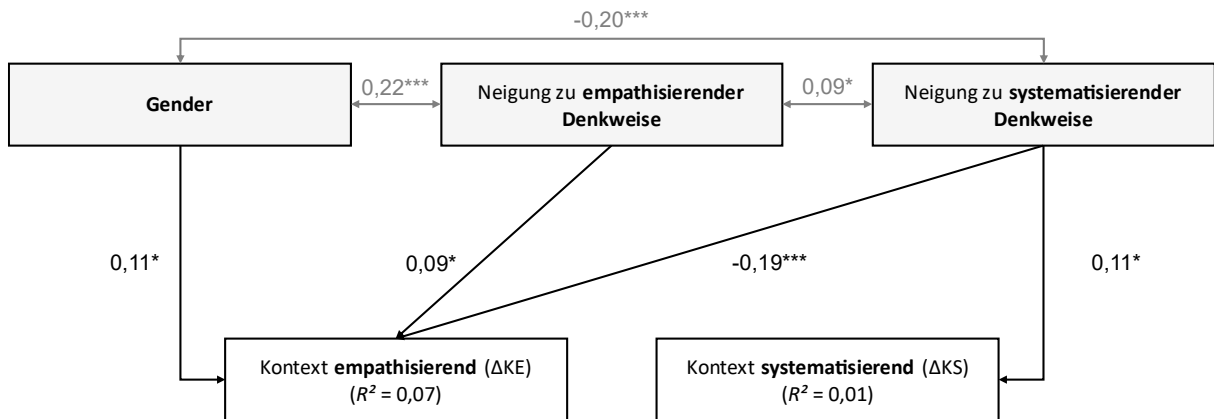 -0,20***
Gender
0,22***
Neigung zu empathisierender
Denkweise
0,09*
Neigung zu systematisierender
Denkweise
0,11*
0,09*
-0,19***
0,11*
Kontext empathisierend (ΔKE)
(R² = 0,07)
Kontext systematisierend (ΔKS)
(R² = 0,01)